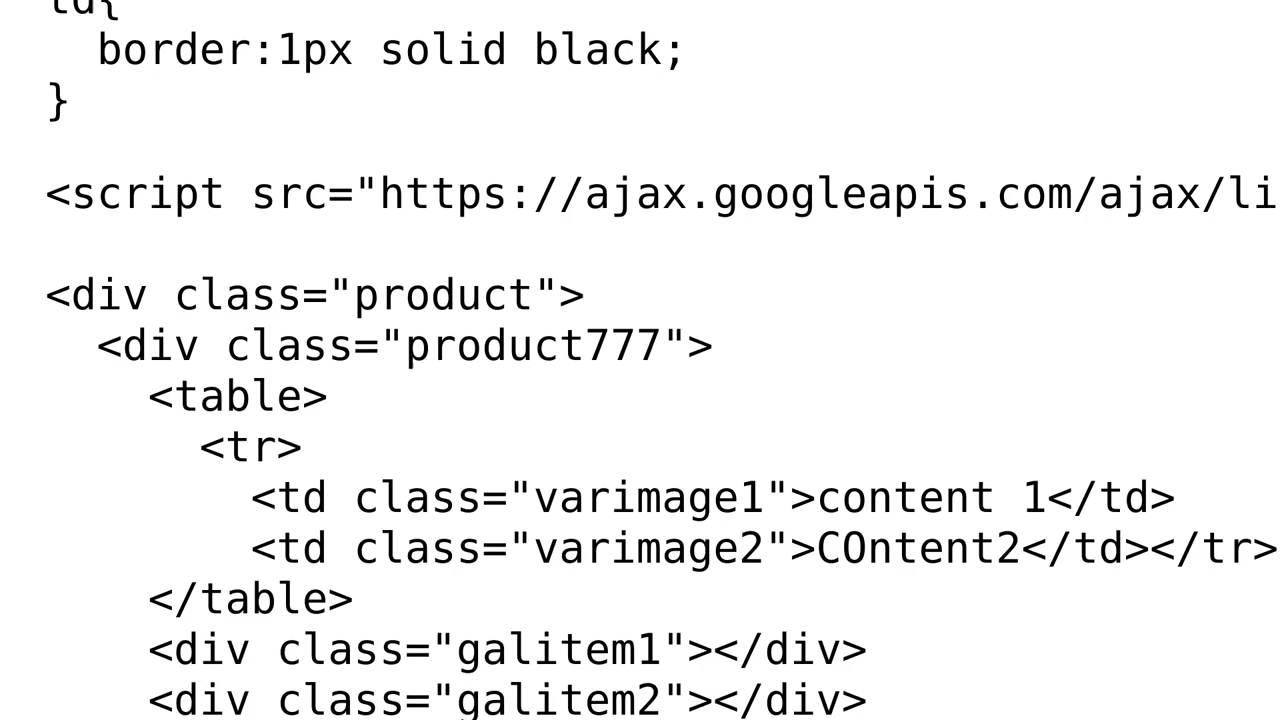 td{
border:1px solid black;
}
<script src="https://ajax.googleapis.com/ajax/li
<div class="product">
<div class="product777">
<table>
<tr>
<td class="varimage1">content 1</td>
<td class="varimage2">COntent2</td></tr>
</table>
<div class="galitem1"></div>
<div class="galitem2"></div>